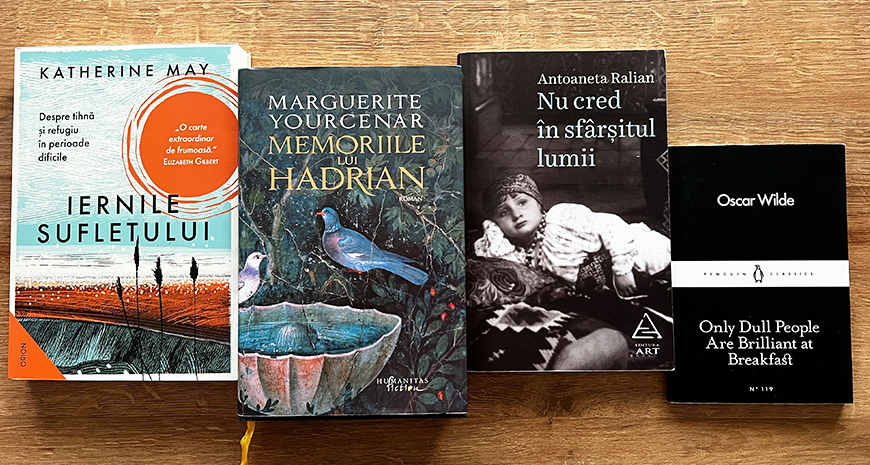 KATHERINE MAY
Despre tihnă
și refugiu
în perioade
dificile
„O carte
extraordinar
de frumoasă.”
ELIZABETH GILBERT
IERNILE
SUFLETULUI
ORION
MARGUERITE
YOURCENAR
MEMORIILE
LUI
HADRIAN
ROMAN
HUMANITAS
fiction
Antoaneta Ralian
Nu cred
în sfârșitul
lumii
EDITURA
ART
Oscar Wilde
PENGUIN CLASSICS
Only Dull People
Are Brilliant at
Breakfast
N° 119